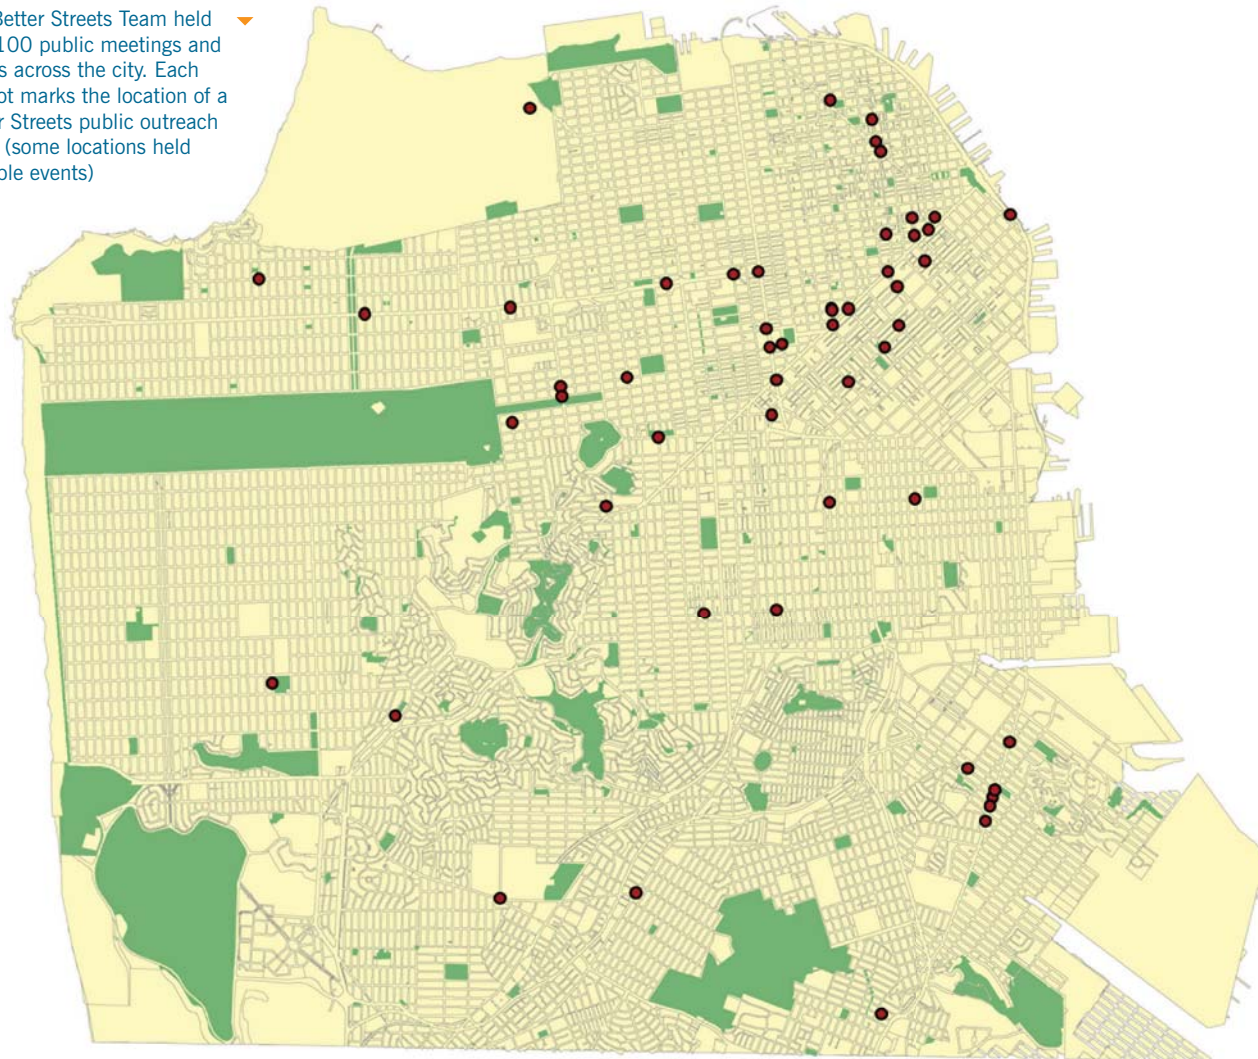 Better Streets Team held
100 public meetings and
s across the city. Each
ot marks the location of a
r Streets public outreach
(some locations held
ple events)